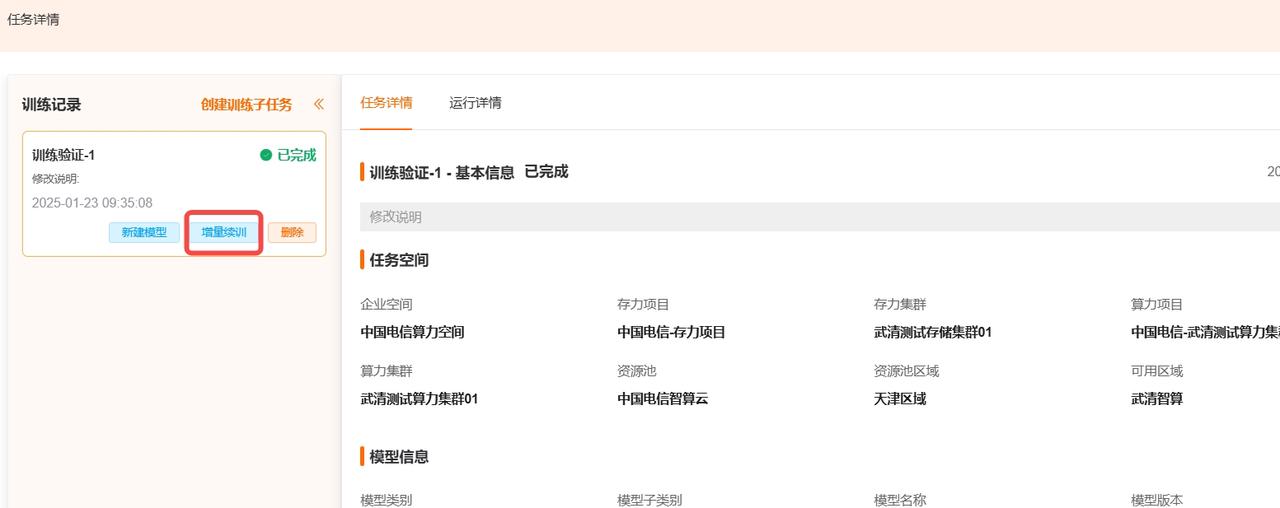 任务详情
训练记录
创建训练子任务
训练验证-1
已完成
修改说明:
2025-01-23 09:35:08
新建模型
增量续训
删除
任务详情
运行详情
训练验证-1 - 基本信息 已完成
20
修改说明
任务空间
企业空间
存力项目
存力集群
算力项目
中国电信算力空间
中国电信-存力项目
武清测试存储集群01
中国电信-武清测试算力集
算力集群
资源池
资源池区域
可用区域
武清测试算力集群01
中国电信智算云
天津区域
武清智算
模型信息
模型类别
模型子类别
模型名称
模型版本